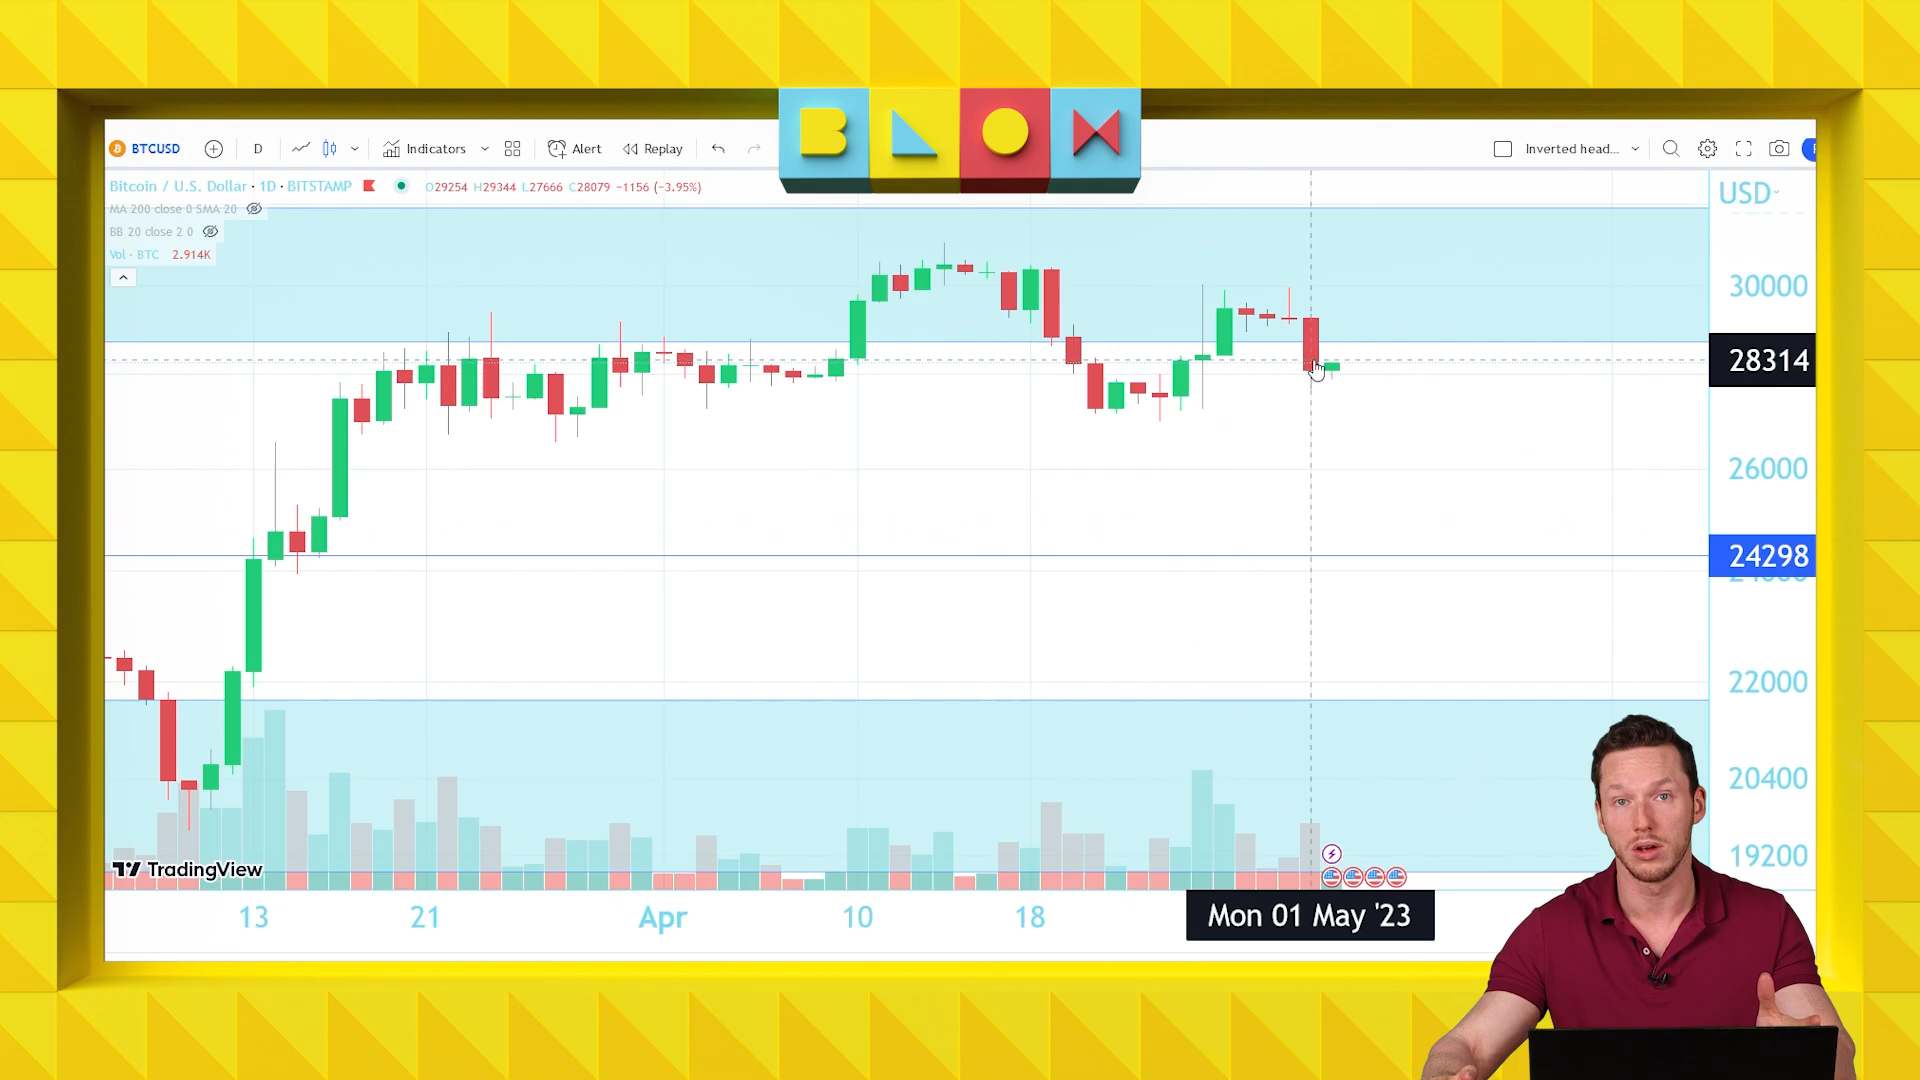 BLOX
BTCUSD D Indicators Alert Replay Inverted head...
Bitcoin / U.S. Dollar · 1D · BITSTAMP O29254 H29344 L27666 C28079 −1156 (−3.95%) USD
MA 200 close 0 SMA 20
BB 20 close 2 0
Vol · BTC 2.914K
30000
28314
26000
24298
22000
20400
19200
TradingView
13 21 Apr 10 18 Mon 01 May '23